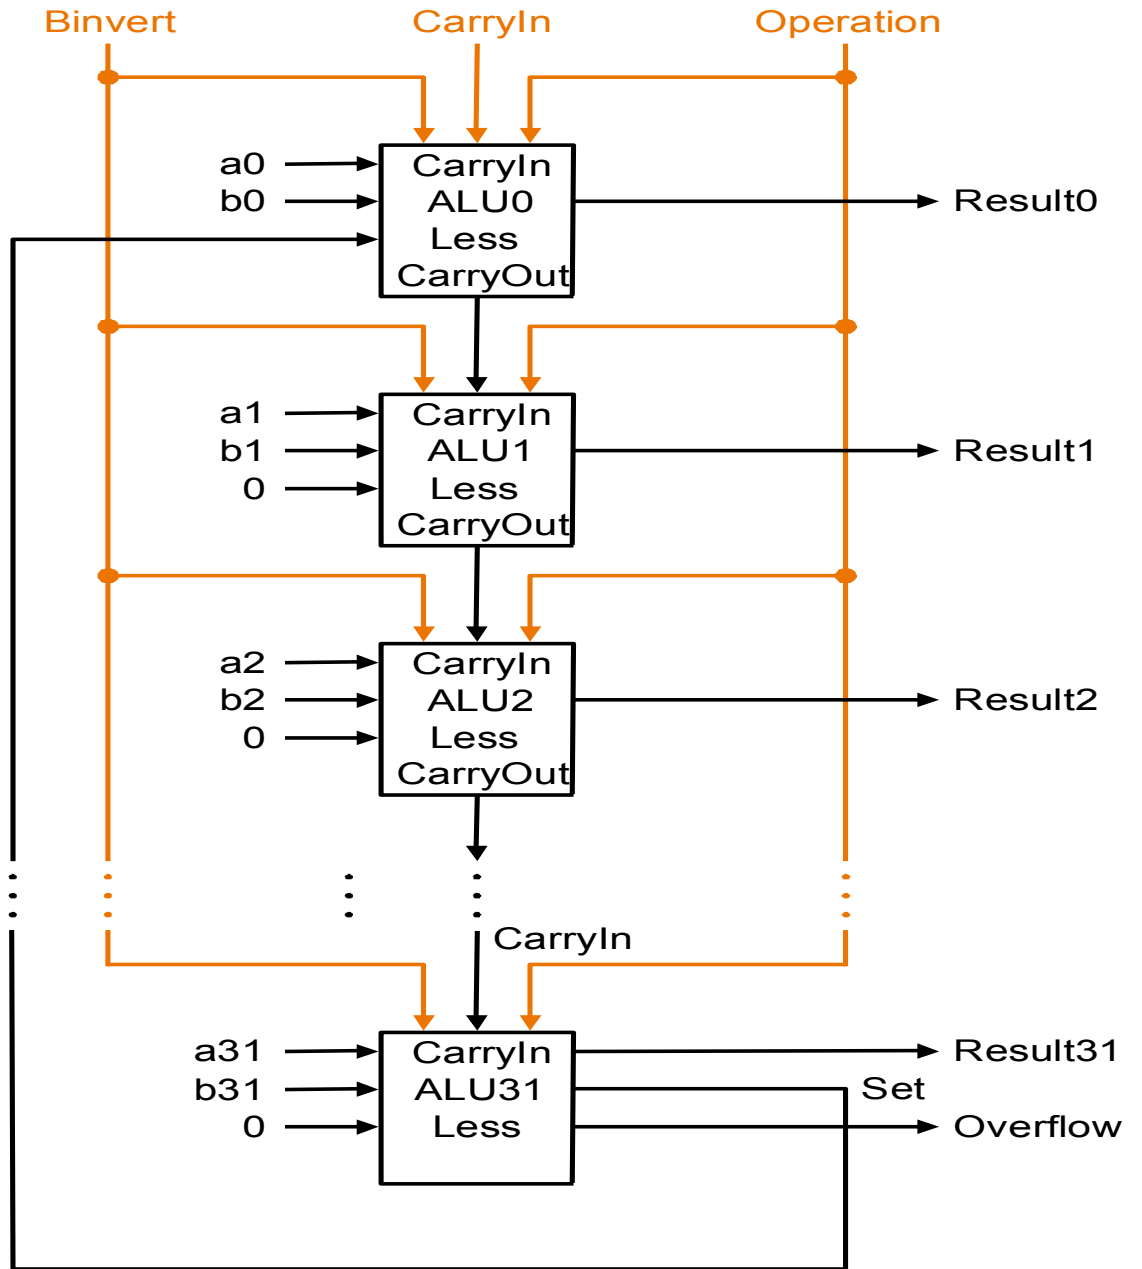 Binvert CarryIn Operation
a0 CarryIn
b0 ALU0 Result0
Less
CarryOut
a1 CarryIn
b1 ALU1 Result1
0 Less
CarryOut
a2 CarryIn
b2 ALU2 Result2
0 Less
CarryOut
CarryIn
a31 CarryIn Result31
b31 ALU31 Set
0 Less Overflow